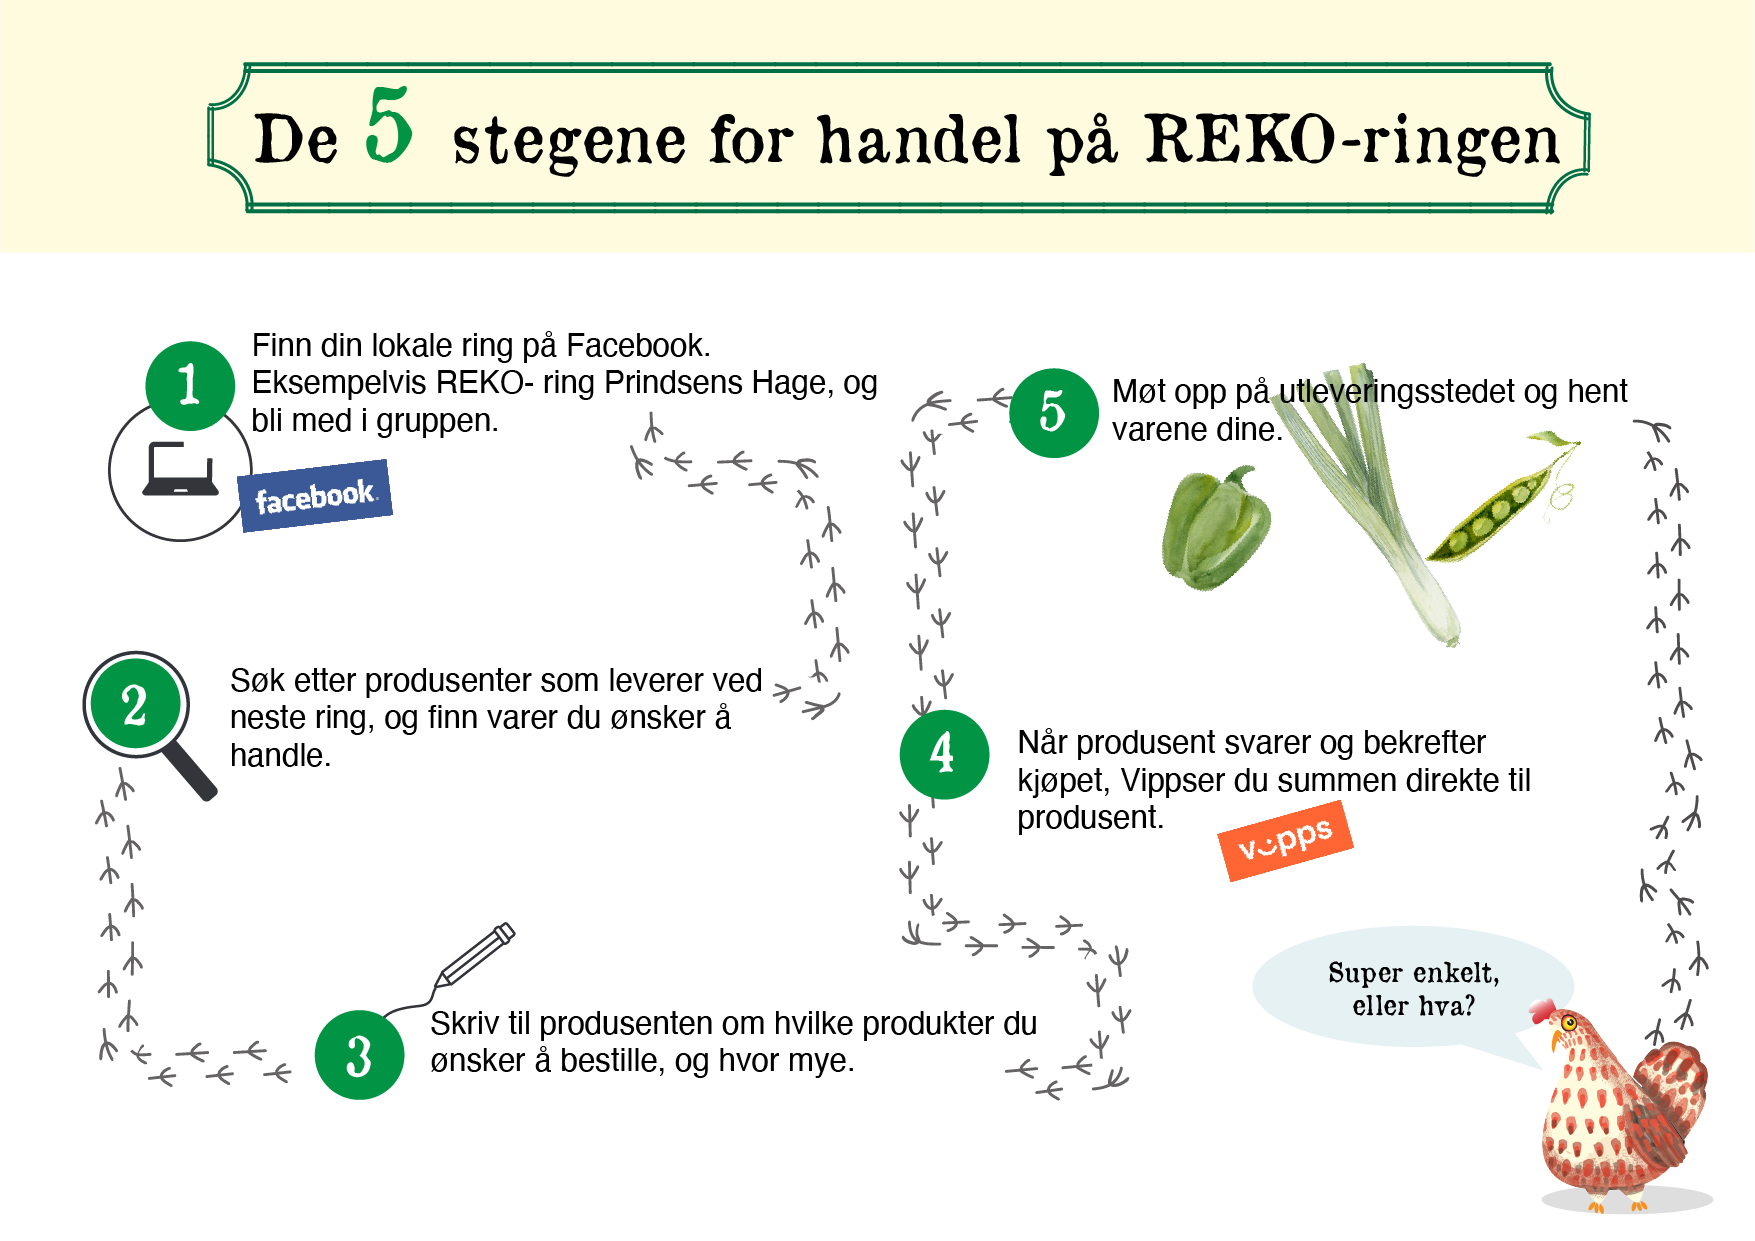 De 5 stegene for handel på REKO-ringen
1
Finn din lokale ring på Facebook.
Eksempelvis REKO- ring Prindsens Hage, og
bli med i gruppen.
facebook.
2
Søk etter produsenter som leverer ved
neste ring, og finn varer du ønsker å
handle.
3
Skriv til produsenten om hvilke produkter du
ønsker å bestille, og hvor mye.
4
Når produsent svarer og bekrefter
kjøpet, Vippser du summen direkte til
produsent.
vipps
5
Møt opp på utleveringsstedet og hent
varene dine.
Super enkelt,
eller hva?